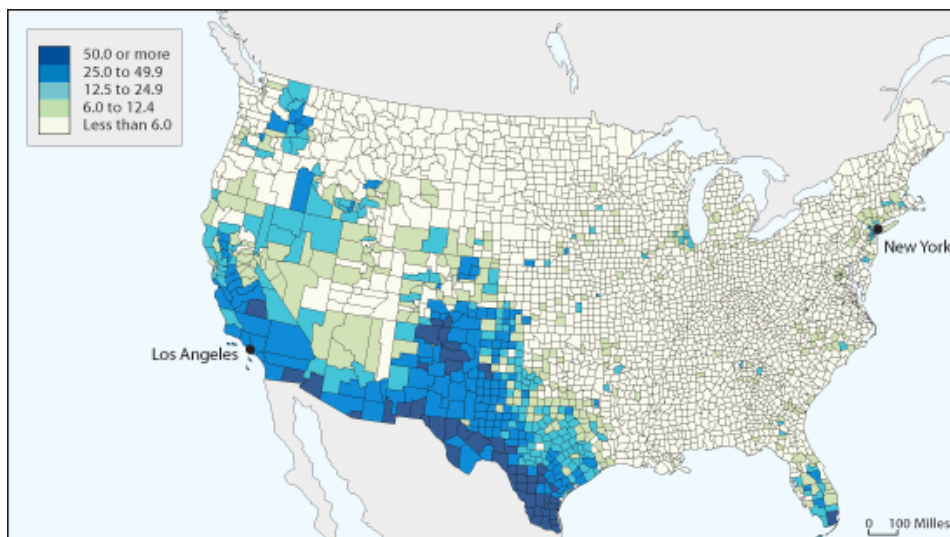 50.0 or more
25.0 to 49.9
12.5 to 24.9
6.0 to 12.4
Less than 6.0
New York
Los Angeles
0 100 Milles